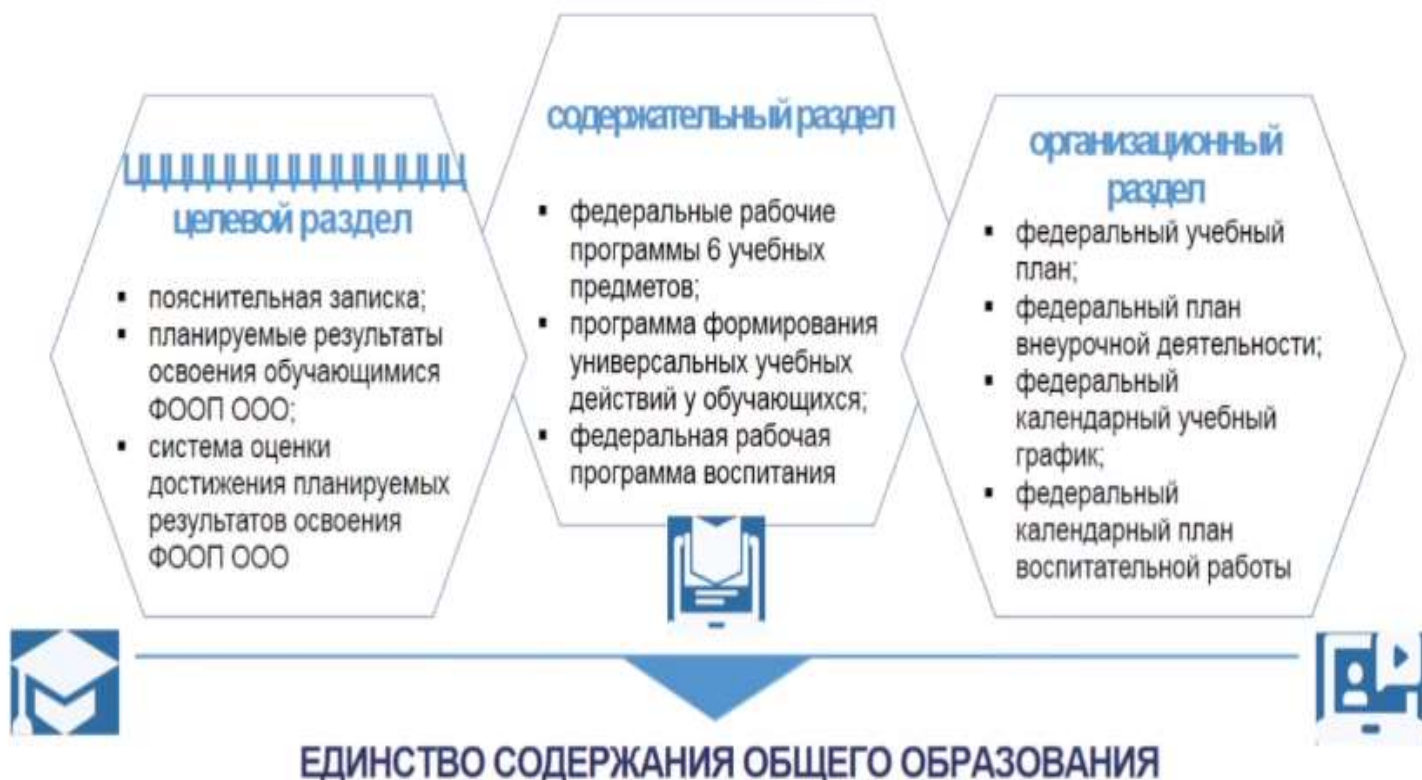 ЦЦЦЦЦЦЦЦЦЦЦЦЦЦЦЦ
целевой раздел
▪ пояснительная записка;
▪ планируемые результаты
освоения обучающимися
ФООП ООО;
▪ система оценки
достижения планируемых
результатов освоения
ФООП ООО
содержательный раздел
▪ федеральные рабочие
программы 6 учебных
предметов;
▪ программа формирования
универсальных учебных
действий у обучающихся;
▪ федеральная рабочая
программа воспитания
организационный
раздел
▪ федеральный учебный
план;
▪ федеральный план
внеурочной деятельности;
▪ федеральный
календарный учебный
график;
▪ федеральный
календарный план
воспитательной работы
ЕДИНСТВО СОДЕРЖАНИЯ ОБЩЕГО ОБРАЗОВАНИЯ